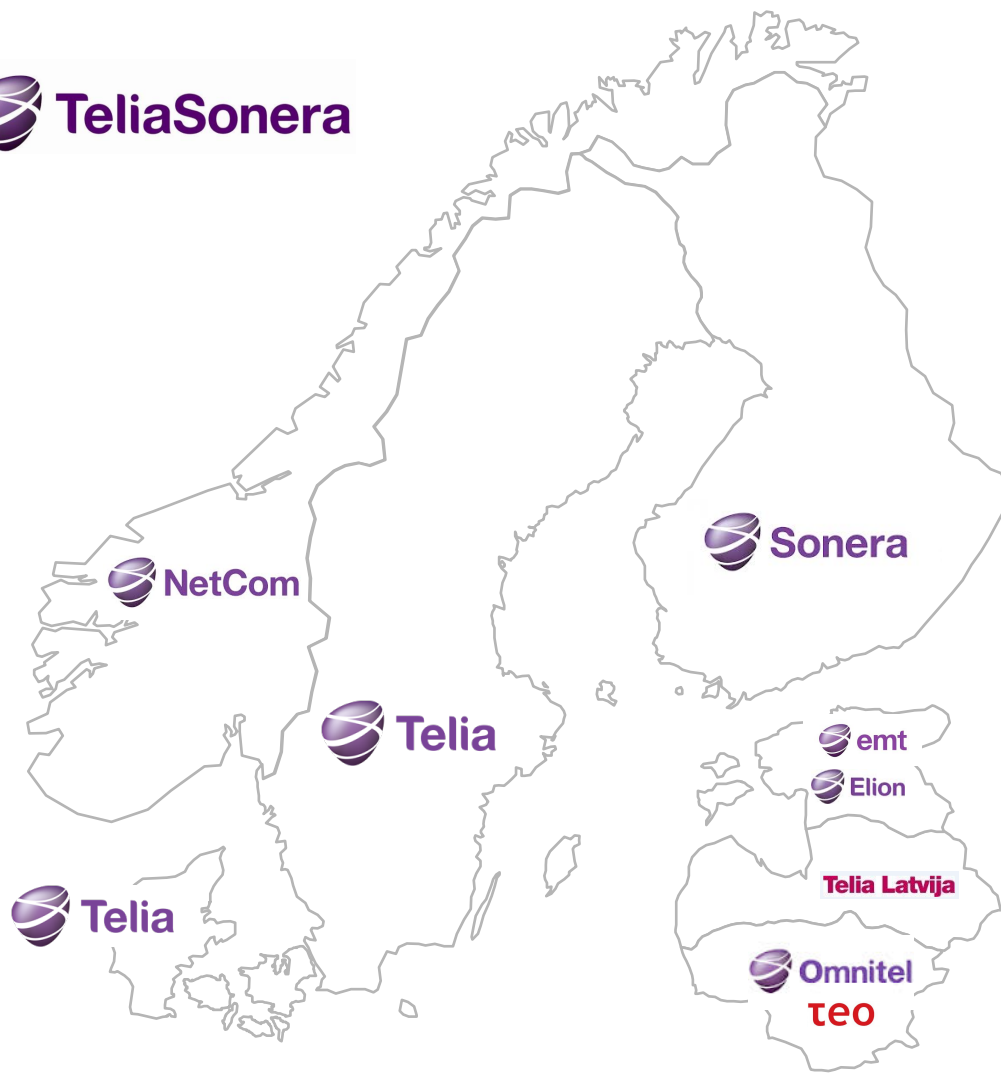 TeliaSonera
Sonera
NetCom
Telia
emt
Elion
Telia Latvija
Telia
Omnitel
teo